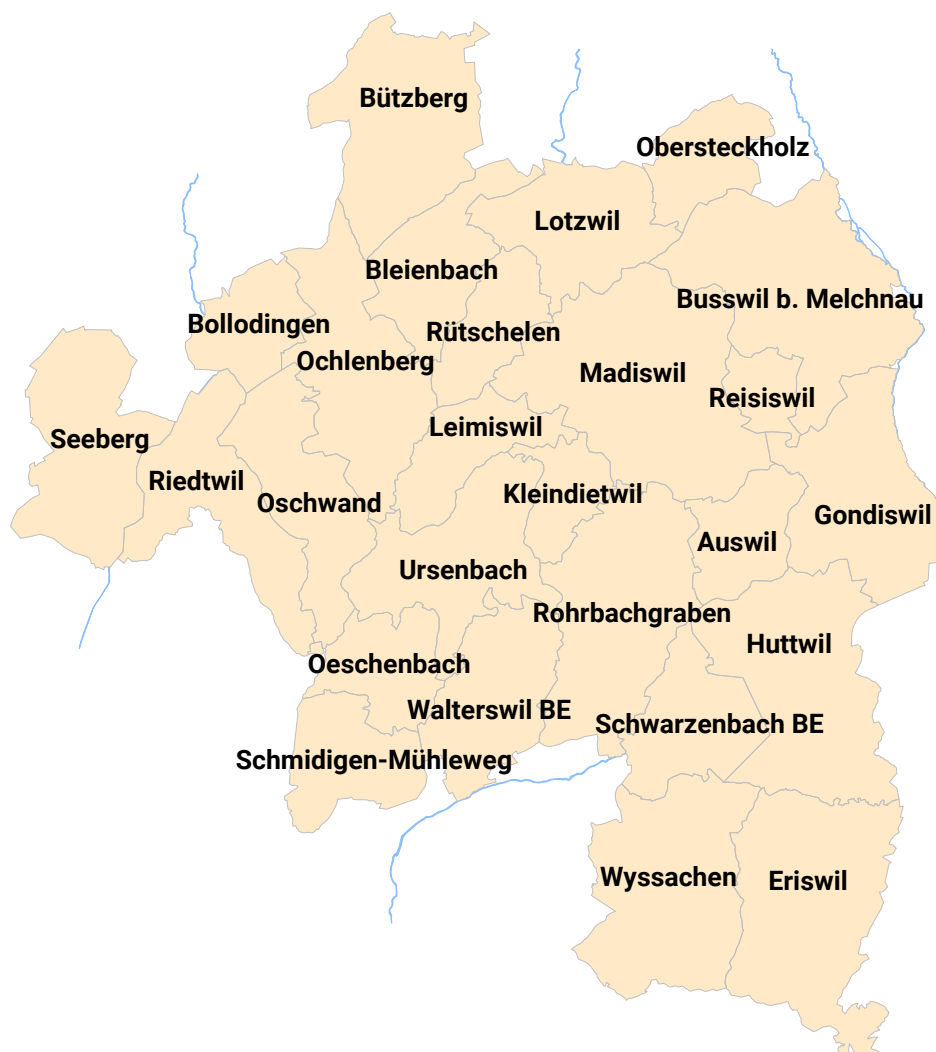 Bützberg
Obersteckholz
Lotzwil
Bleienbach
Busswil b. Melchnau
Bollodingen
Rütschelen
Ochlenberg
Madiswil
Reisiswil
Leimiswil
Seeberg
Riedtwil
Kleindietwil
Oschwand
Gondiswil
Auswil
Ursenbach
Rohrbachgraben
Huttwil
Oeschenbach
Walterswil BE
Schwarzenbach BE
Schmidigen-Mühleweg
Wyssachen
Eriswil